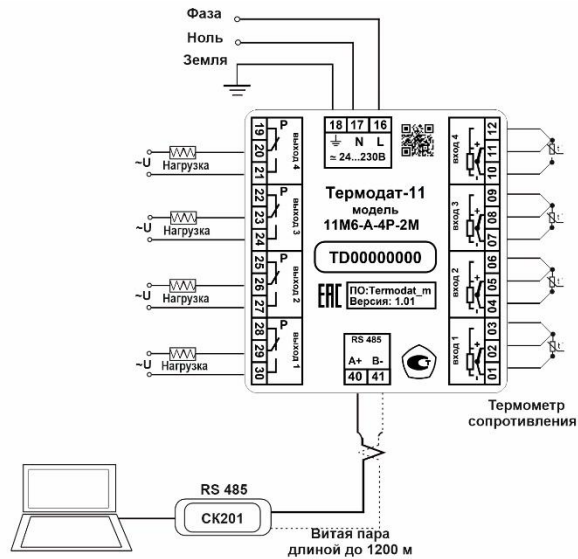 Фаза
Ноль
Земля
18 17 16
N L
≃ 24...230В
19 P
20
21
выход 4
~U
Нагрузка
22 P
23
24
выход 3
~U
Нагрузка
25 P
26
27
выход 2
~U
Нагрузка
28 P
29
30
выход 1
~U
Нагрузка
12
11
10
вход 4
+
-
t°
09
08
07
вход 3
+
-
t°
06
05
04
вход 2
+
-
t°
03
02
01
вход 1
+
-
t°
Термодат-11
модель
11М6-А-4Р-2М
TD00000000
EAC
ПО:Termodat_m
Версия: 1.01
RS 485
A+ B-
40 41
С
т
Термометр
сопротивления
RS 485
СК201
Витая пара
длиной до 1200 м